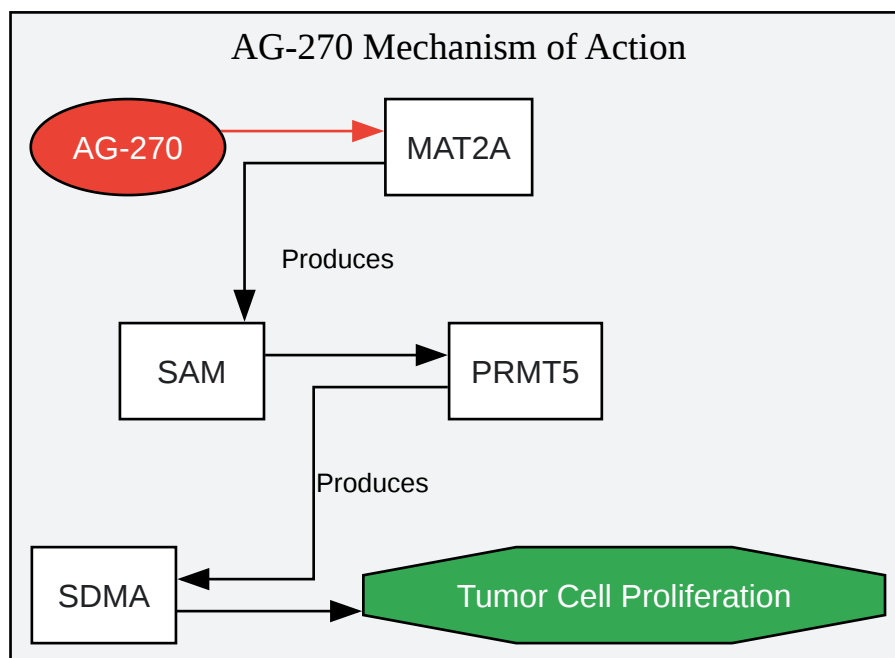 AG-270 Mechanism of Action
AG-270
MAT2A
Produces
SAM
PRMT5
Produces
SDMA
Tumor Cell Proliferation